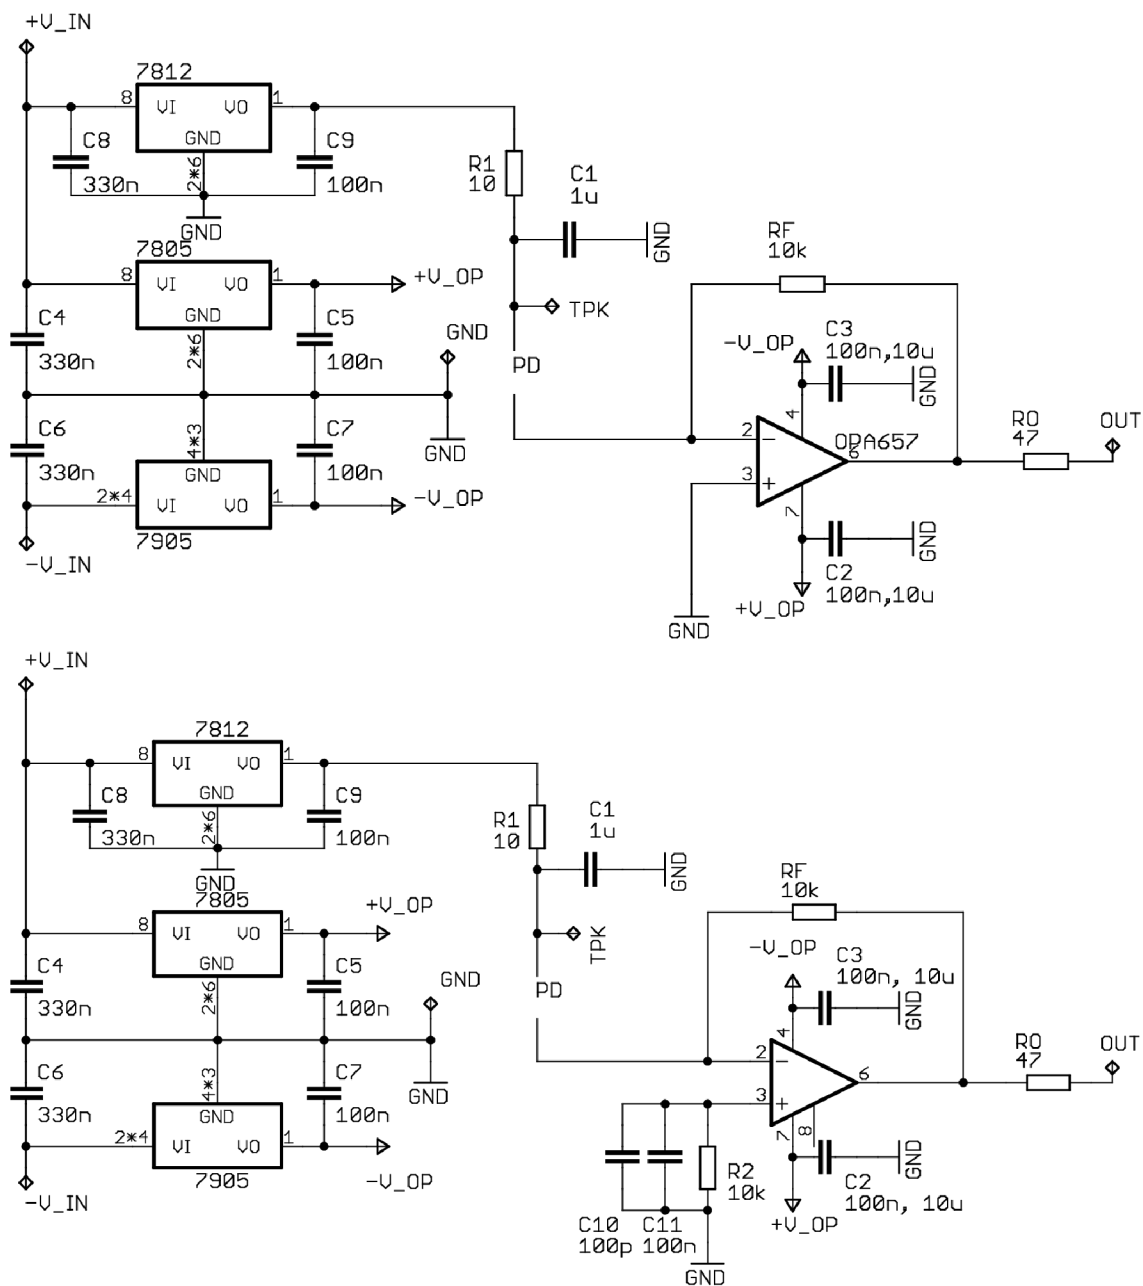 +V_IN
7812
8
VI
VO
1
GND
2*6
C8
330n
C9
100n
GND
R1
10
C1
1u
GND
7805
8
VI
VO
1
GND
2*6
+V_OP
TPK
C4
330n
C5
100n
GND
PD
RF
10k
-V_OP
C3
100n,10u
GND
4
C6
330n
4*3
C7
100n
GND
GND
2*4
VI
VO
1
-V_OP
7905
-V_IN
2
3
OPA657
6
7
RO
47
OUT
GND
C2
100n,10u
+V_OP
GND
+V_IN
7812
8
VI
VO
1
GND
2*6
C8
330n
C9
100n
GND
R1
10
C1
1u
GND
7805
8
VI
VO
1
GND
2*6
+V_OP
TPK
C4
330n
C5
100n
GND
PD
RF
10k
-V_OP
C3
100n, 10u
GND
4
C6
330n
4*3
C7
100n
GND
GND
2*4
VI
VO
1
-V_OP
7905
-V_IN
2
3
6
7
8
RO
47
OUT
R2
10k
C10
100p
C11
100n
GND
C2
100n, 10u
GND
+V_OP